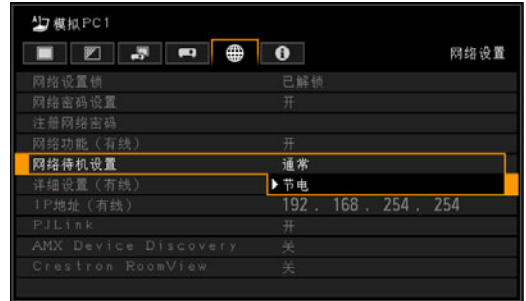 模拟PC1
网络设置
网络设置锁 已解锁
网络密码设置 开
注册网络密码
网络功能（有线） 开
网络待机设置 通常
详细设置（有线） 节电
IP地址（有线） 192 . 168 . 254 . 254
PJLink 开
AMX Device Discovery 关
Crestron RoomView 关